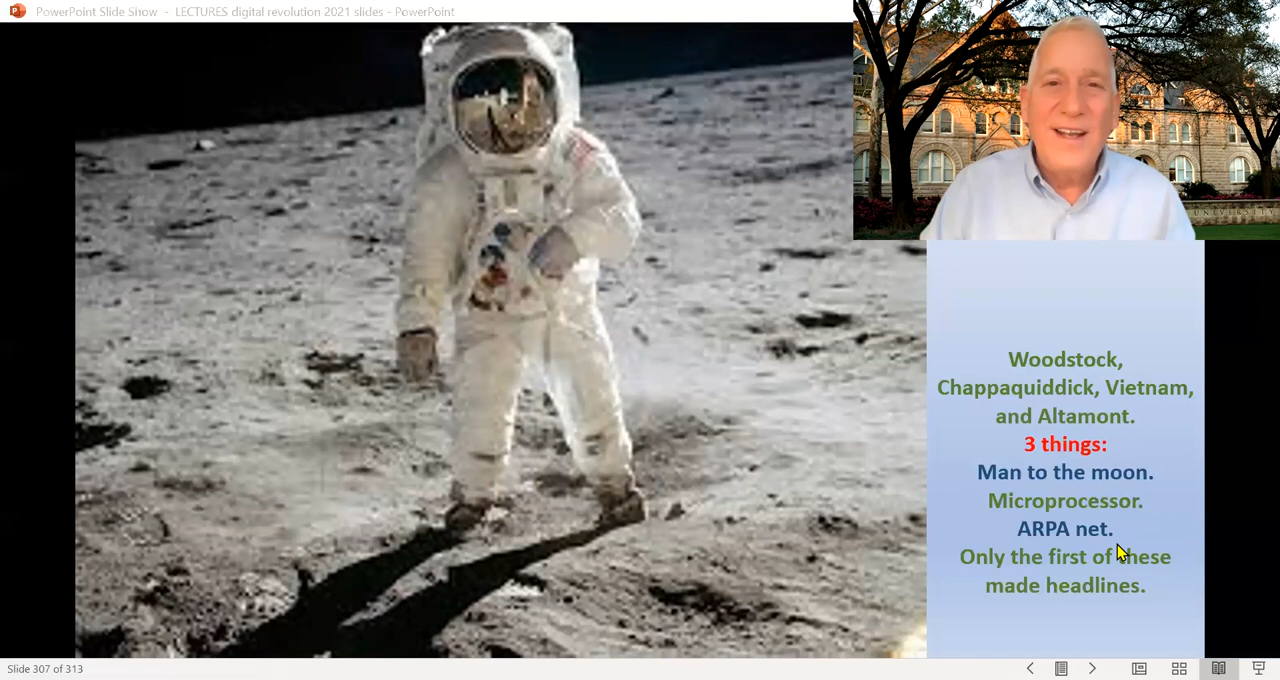 PowerPoint Slide Show - LECTURES digital revolution 2021 slides - PowerPoint
Woodstock,
Chappaquiddick, Vietnam,
and Altamont.
3 things:
Man to the moon.
Microprocessor.
ARPA net.
Only the first of these
made headlines.
Slide 307 of 313